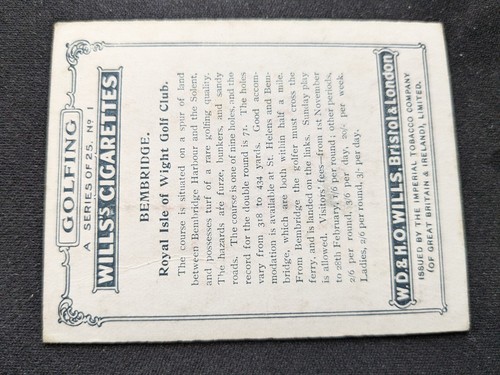 GOLFING
A SERIES OF 25. Nº 1
WILLS'S CIGARETTES
BEMBRIDGE.
Royal Isle of Wight Golf Club.
The course is situated on a spur of land
between Bembridge Harbour and the Solent,
and possesses turf of a rare golfing quality.
The hazards are furze, bunkers, and sandy
roads. The course is one of nine holes, and the
record for the double round is 71. The holes
vary from 318 to 434 yards. Good accom-
modation is available at St. Helens and Bem-
bridge, which are both within half a mile.
From Bembridge the golfer must cross the
ferry, and is landed on the links. Sunday play
is allowed. Visitors' fees—from 1st November
to 28th February, 1/6 per round; other periods,
2/6 per round, 3/6 per day, per week.
Ladies, 2/6 per round, 3/- per day.
W.D. & H.O. WILLS, Bristol & London
ISSUED BY THE IMPERIAL TOBACCO COMPANY
(OF GREAT BRITAIN & IRELAND), LIMITED.